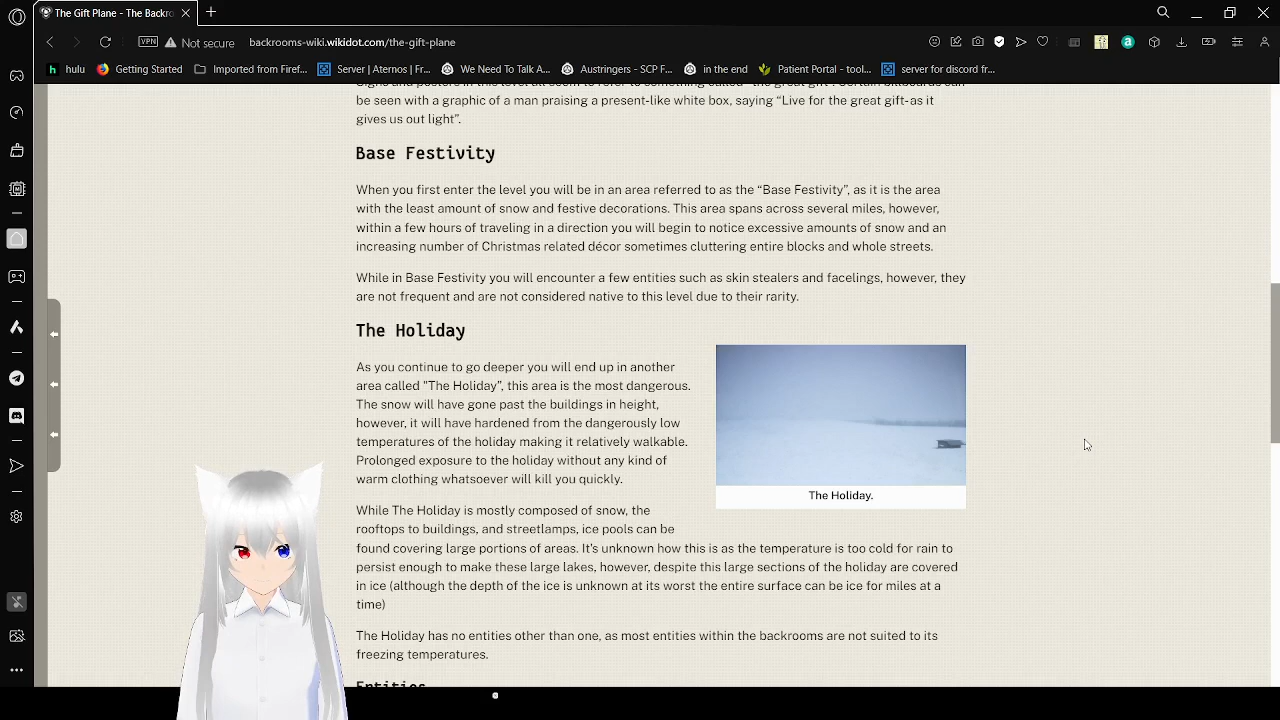 The Gift Plane - The Backro
VPN
Not secure
backrooms-wiki.wikidot.com/the-gift-plane
hulu
Getting Started
Imported from Firef...
Server | Aternos | Fr...
We Need To Talk A...
Austringers - SCP F...
in the end
Patient Portal - tool...
server for discord fr...
be seen with a graphic of a man praising a present-like white box, saying “Live for the great gift- as it
gives us out light”.
Base Festivity
When you first enter the level you will be in an area referred to as the “Base Festivity”, as it is the area
with the least amount of snow and festive decorations. This area spans across several miles, however,
within a few hours of traveling in a direction you will begin to notice excessive amounts of snow and an
increasing number of Christmas related décor sometimes cluttering entire blocks and whole streets.
While in Base Festivity you will encounter a few entities such as skin stealers and facelings, however, they
are not frequent and are not considered native to this level due to their rarity.
The Holiday
As you continue to go deeper you will end up in another
area called "The Holiday”, this area is the most dangerous.
The snow will have gone past the buildings in height,
however, it will have hardened from the dangerously low
temperatures of the holiday making it relatively walkable.
Prolonged exposure to the holiday without any kind of
warm clothing whatsoever will kill you quickly.
The Holiday.
While The Holiday is mostly composed of snow, the
rooftops to buildings, and streetlamps, ice pools can be
found covering large portions of areas. It's unknown how this is as the temperature is too cold for rain to
persist enough to make these large lakes, however, despite this large sections of the holiday are covered
in ice (although the depth of the ice is unknown at its worst the entire surface can be ice for miles at a
time)
The Holiday has no entities other than one, as most entities within the backrooms are not suited to its
freezing temperatures.
Entities